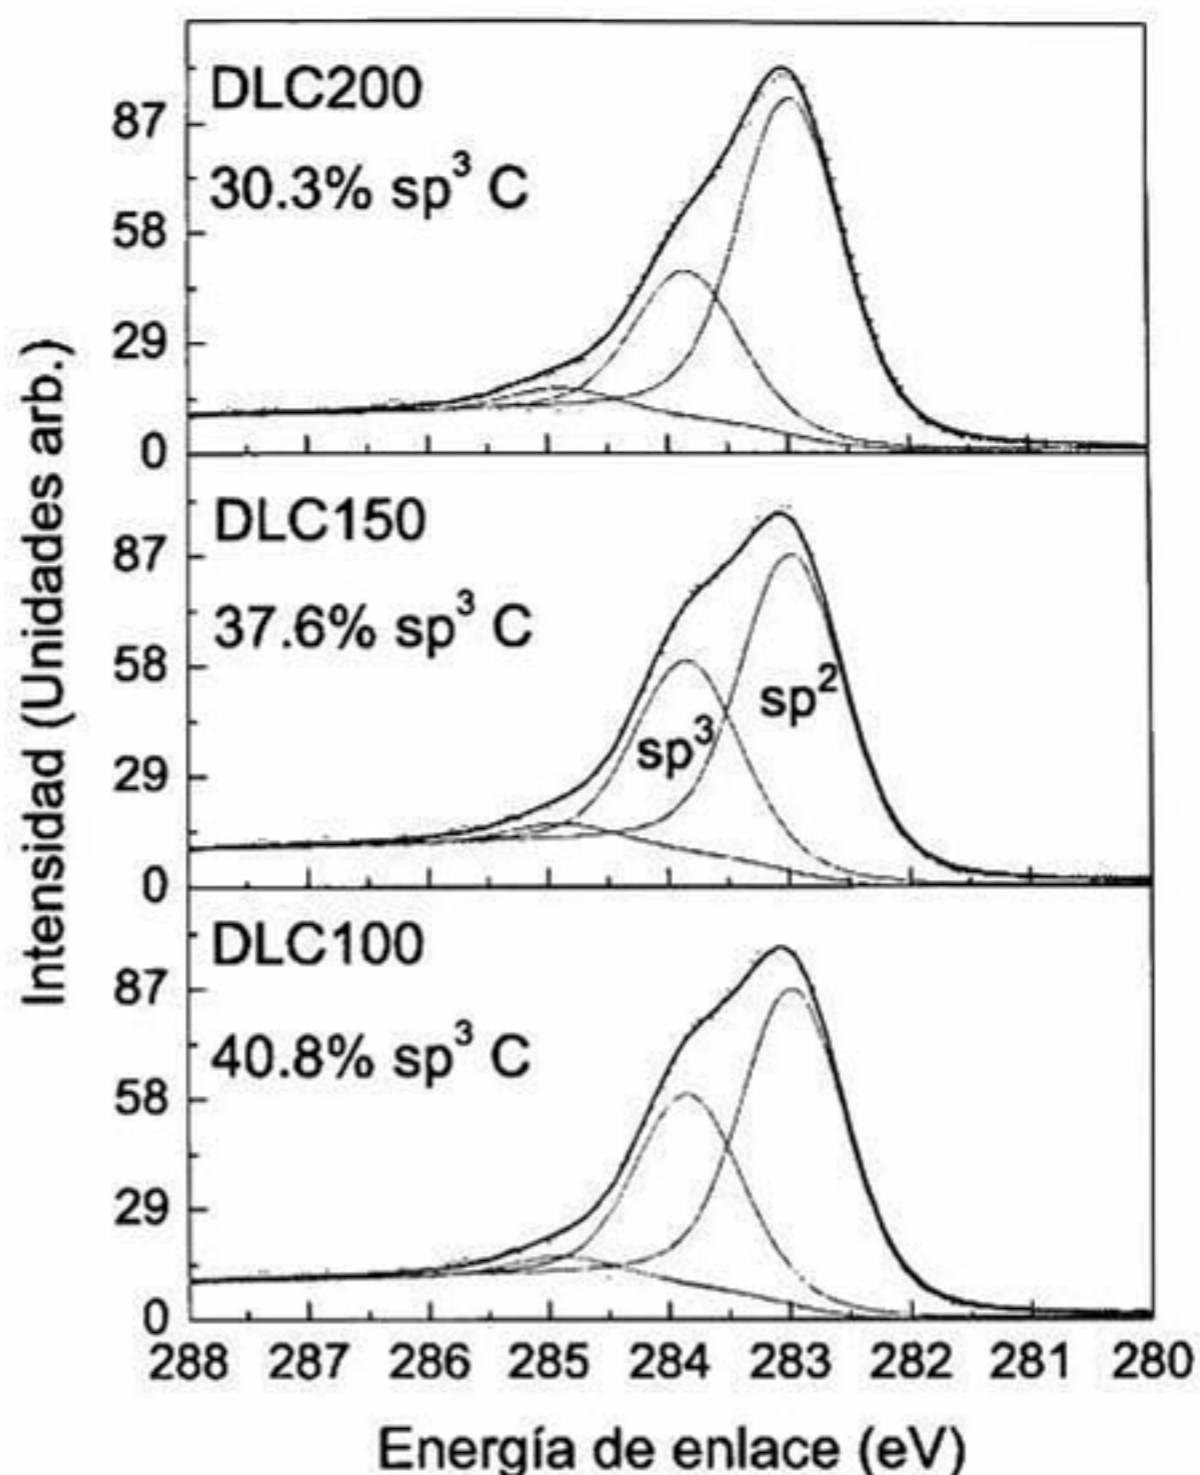 Intensidad (Unidades arb.)
DLC200
30.3% sp³ C
87
58
29
0
DLC150
37.6% sp³ C
87
58
29
0
sp³
sp²
DLC100
40.8% sp³ C
87
58
29
0
288 287 286 285 284 283 282 281 280
Energía de enlace (eV)